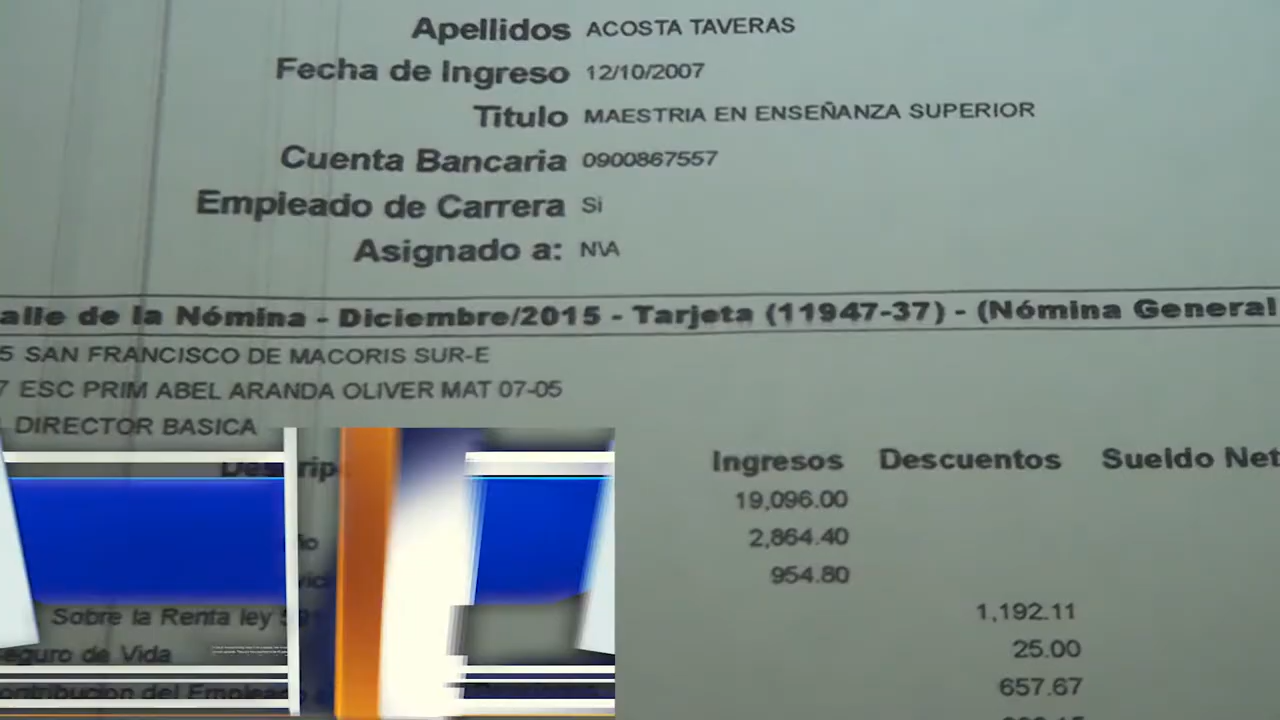 Apellidos ACOSTA TAVERAS
Fecha de Ingreso 12/10/2007
Titulo MAESTRIA EN ENSEÑANZA SUPERIOR
Cuenta Bancaria 0900867557
Empleado de Carrera Si
Asignado a: N\A
alle de la Nómina - Diciembre/2015 - Tarjeta (11947-37) - (Nómina General
5 SAN FRANCISCO DE MACORIS SUR-E
7 ESC PRIM ABEL ARANDA OLIVER MAT 07-05
DIRECTOR BASICA
Descrip Ingresos Descuentos Sueldo Net
19,096.00
2,864.40
954.80
Sobre la Renta ley 1,192.11
eguro de Vida 25.00
ontribucion del Emplead 657.67